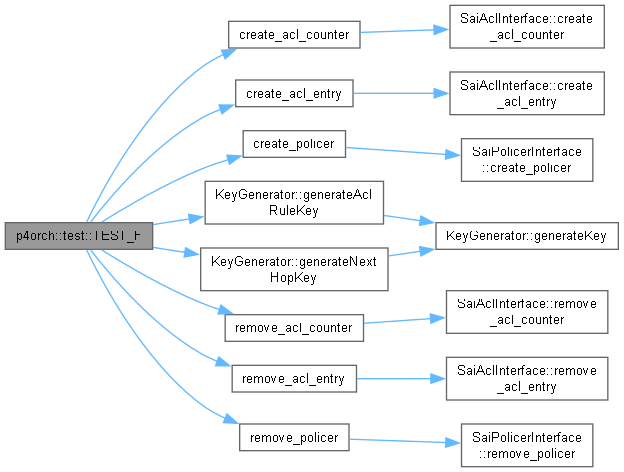 p4orch::test::TEST_F
create_acl_counter
SaiAclInterface::create
_acl_counter
create_acl_entry
SaiAclInterface::create
_acl_entry
create_policer
SaiPolicerInterface
::create_policer
KeyGenerator::generateAcl
RuleKey
KeyGenerator::generateKey
KeyGenerator::generateNext
HopKey
remove_acl_counter
SaiAclInterface::remove
_acl_counter
remove_acl_entry
SaiAclInterface::remove
_acl_entry
remove_policer
SaiPolicerInterface
::remove_policer